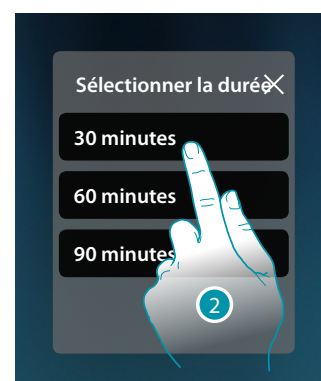 Sélectionner la durée
30 minutes
60 minutes
90 minutes
2